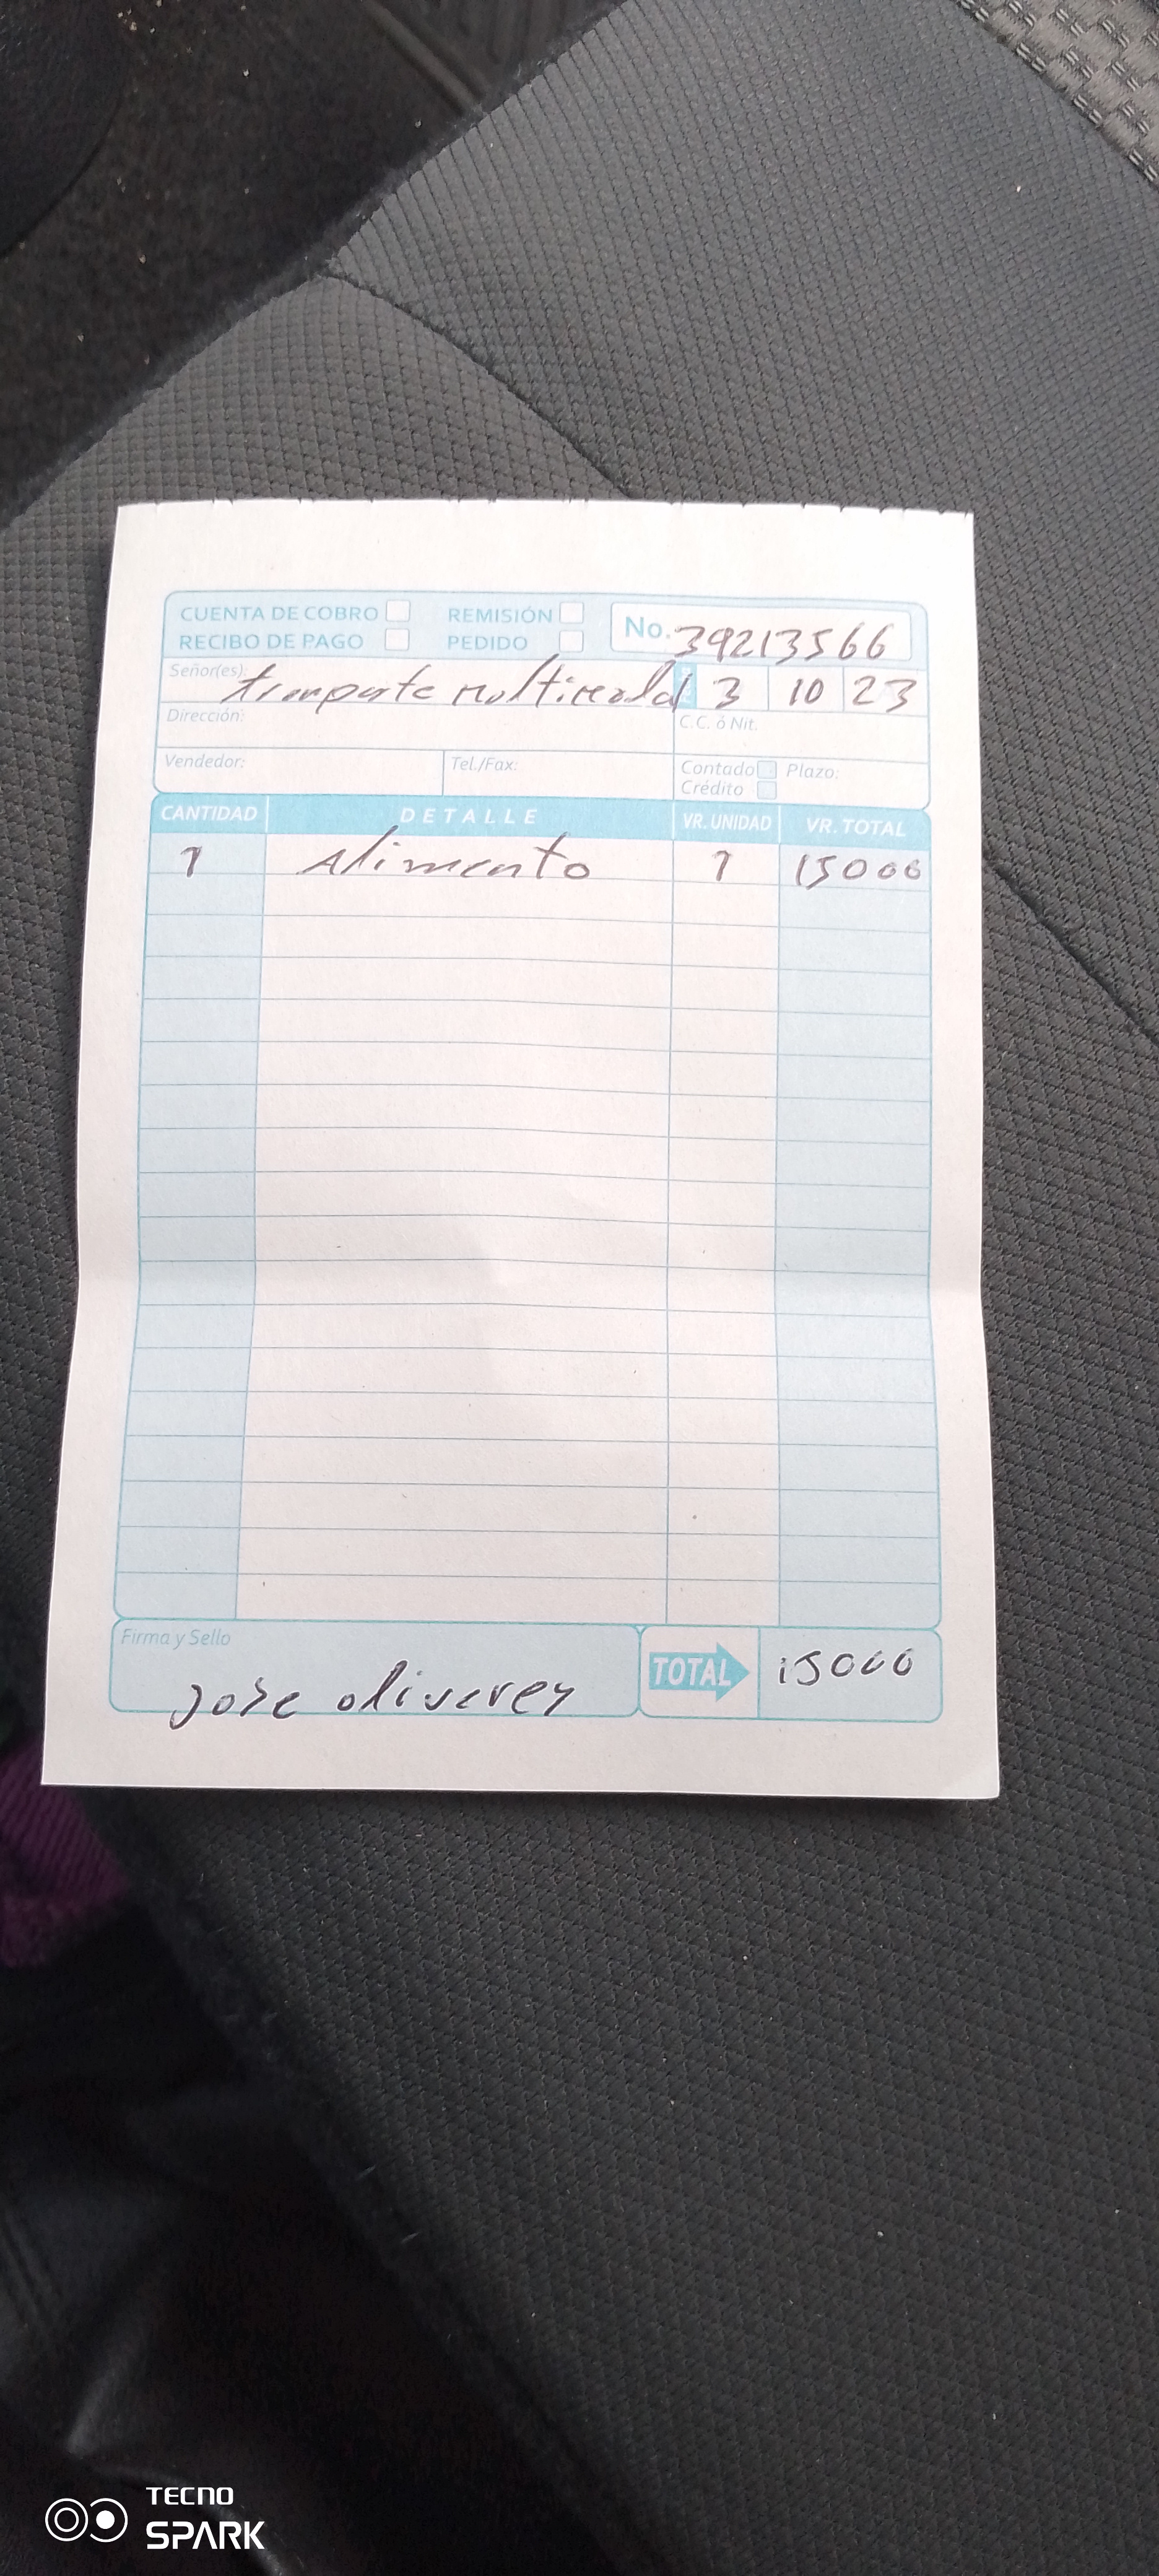 CUENTA DE COBRO REMISIÓN No. 39213566
RECIBO DE PAGO PEDIDO
Señor(es): 3 10 23
Dirección: C.C. ó Nit.
Vendedor: Tel./Fax: Contado Plazo:
Crédito
CANTIDAD DETALLE VR. UNIDAD VR. TOTAL
1 Alimento 1 15000
Firma y Sello
TOTAL 15000
Jose oliverey
TECNO
SPARK